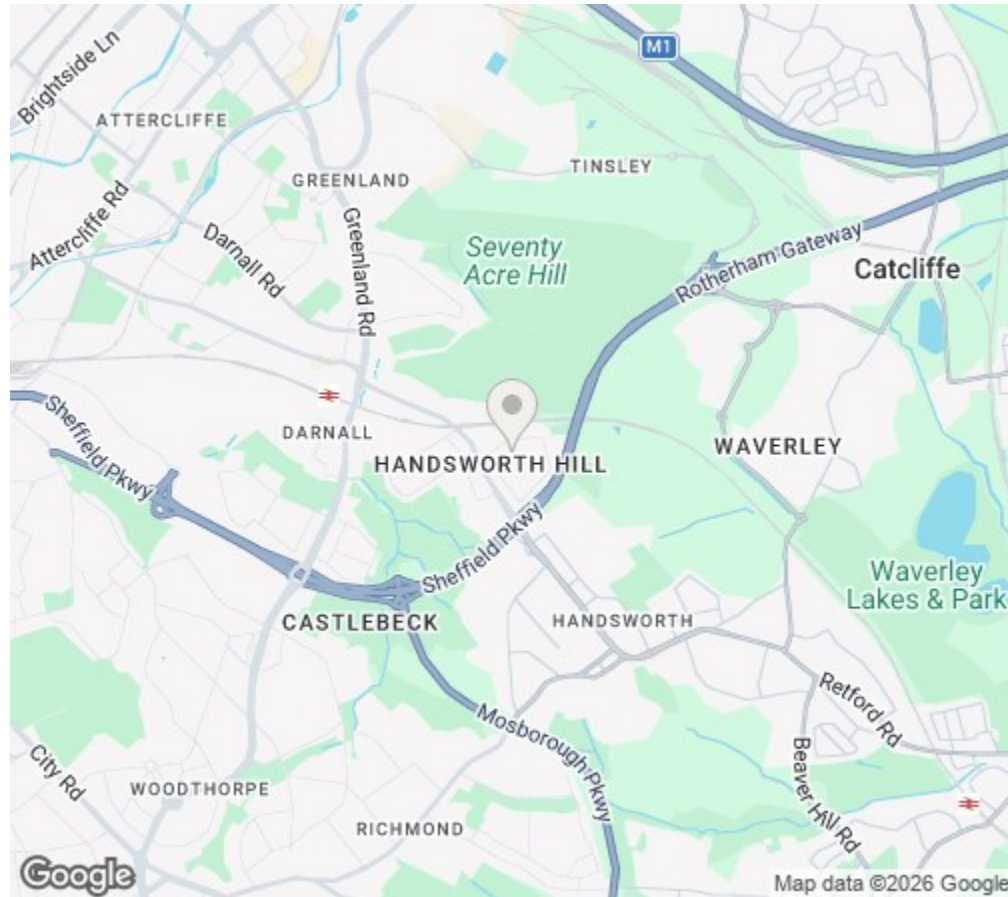 Brightside Ln
M1
ATTERCLIFFE
TINSLEY
GREENLAND
Attercliffe Rd
Darnall Rd
Greenland Rd
Seventy
Acre Hill
Rotherham Gateway
Catcliffe
Sheffield Pkwy
DARNALL
HANDSWORTH HILL
WAVERLEY
Sheffield Pkwy
Waverley
Lakes & Park
CASTLEBECK
HANDSWORTH
Retford Rd
Mosborough Pkwy
City Rd
Beaver Hill Rd
WOODTHORPE
RICHMOND
Google
Map data ©2026 Google